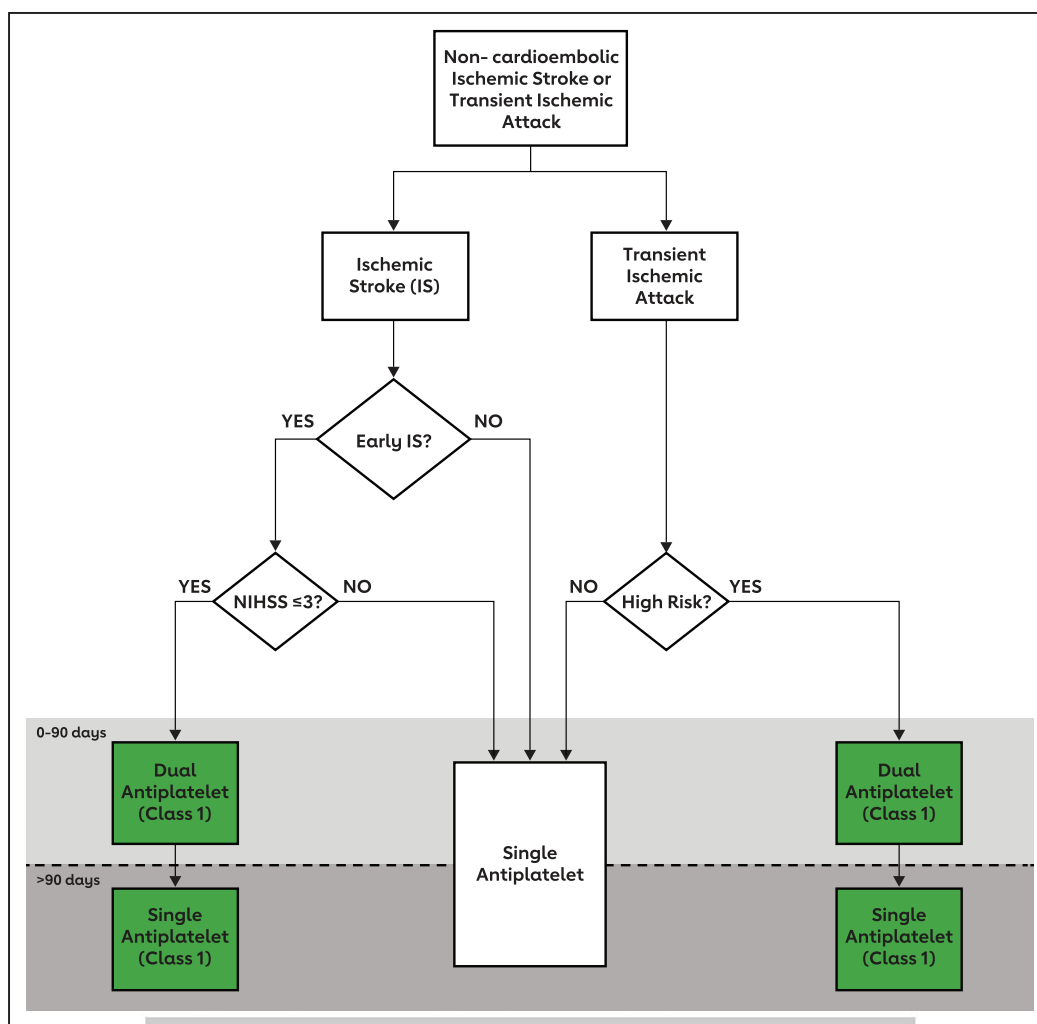 Non- cardioembolic
Ischemic Stroke or
Transient Ischemic
Attack
Ischemic
Stroke (IS)
Transient
Ischemic
Attack
YES
Early IS?
NO
YES
NIHSS ≤3?
NO
NO
High Risk?
YES
0-90 days
Dual
Antiplatelet
(Class 1)
Single
Antiplatelet
Dual
Antiplatelet
(Class 1)
>90 days
Single
Antiplatelet
(Class 1)
Single
Antiplatelet
(Class 1)